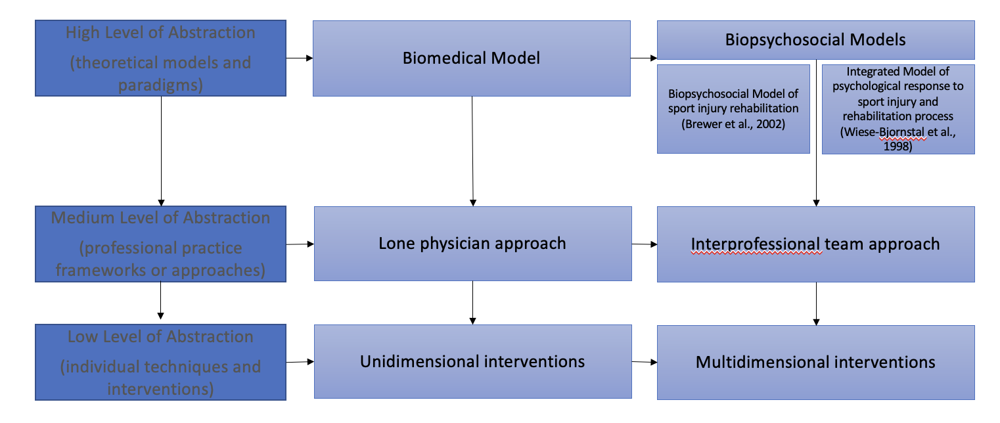 High Level of Abstraction
(theoretical models and
paradigms)
Biomedical Model
Biopsychosocial Models
Biopsychosocial Model of
sport injury rehabilitation
(Brewer et al., 2002)
Integrated Model of
psychological response to
sport injury and
rehabilitation process
(Wiese-Bjornstal et al.,
1998)
Medium Level of Abstraction
(professional practice
frameworks or approaches)
Lone physician approach
Interprofessional team approach
Low Level of Abstraction
(individual techniques and
interventions)
Unidimensional interventions
Multidimensional interventions